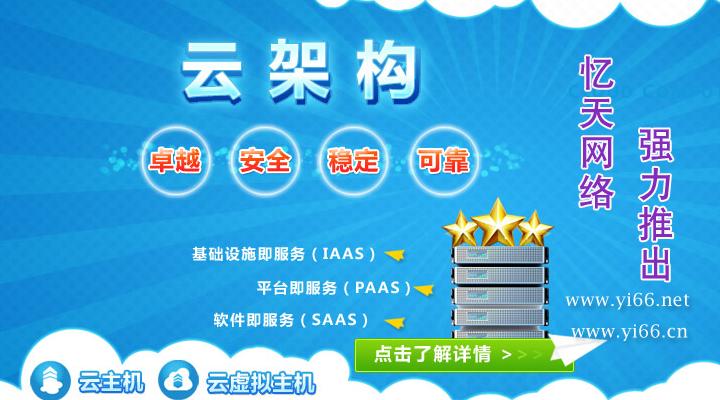 云架构
卓越 安全 稳定 可靠
忆天网络
强力推出
基础设施即服务（IAAS）
平台即服务（PAAS）
软件即服务（SAAS）
www.yi66.net
www.yi66.cn
点击了解详情 >>>
云主机 云虚拟主机